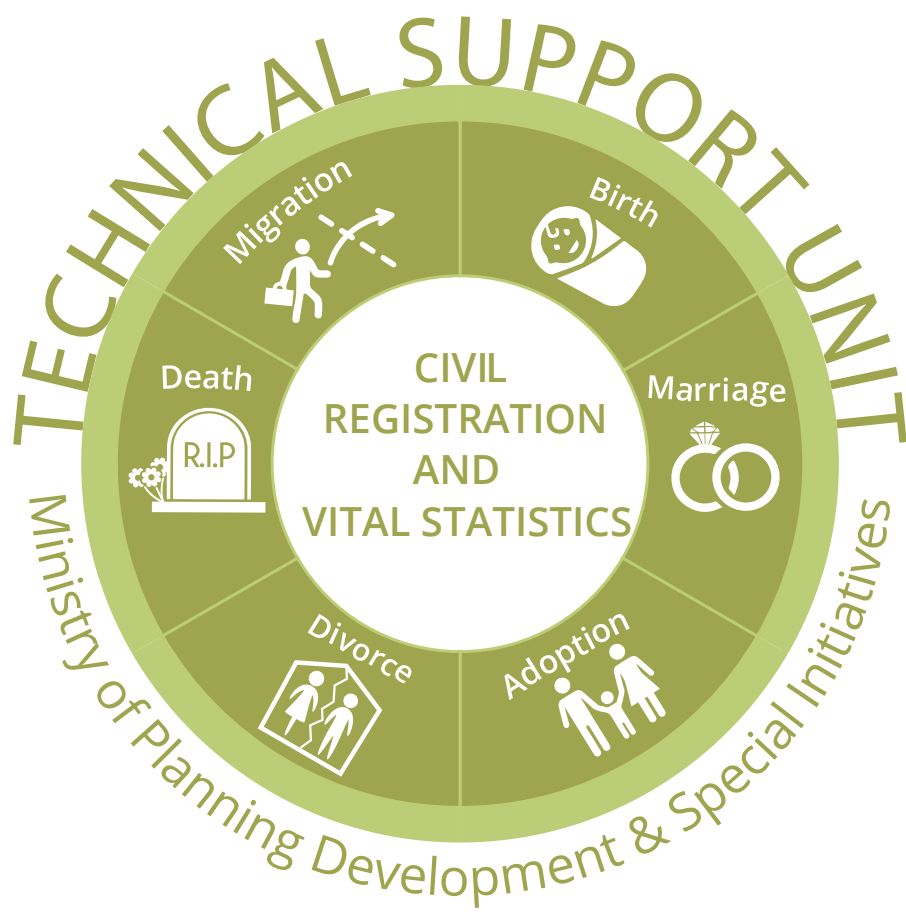 TECHNICAL SUPPORT UNIT
Migration
Birth
Death
R.I.P
Marriage
CIVIL
REGISTRATION
AND
VITAL STATISTICS
Divorce
Adoption
Ministry of Planning Development & Special Initiatives